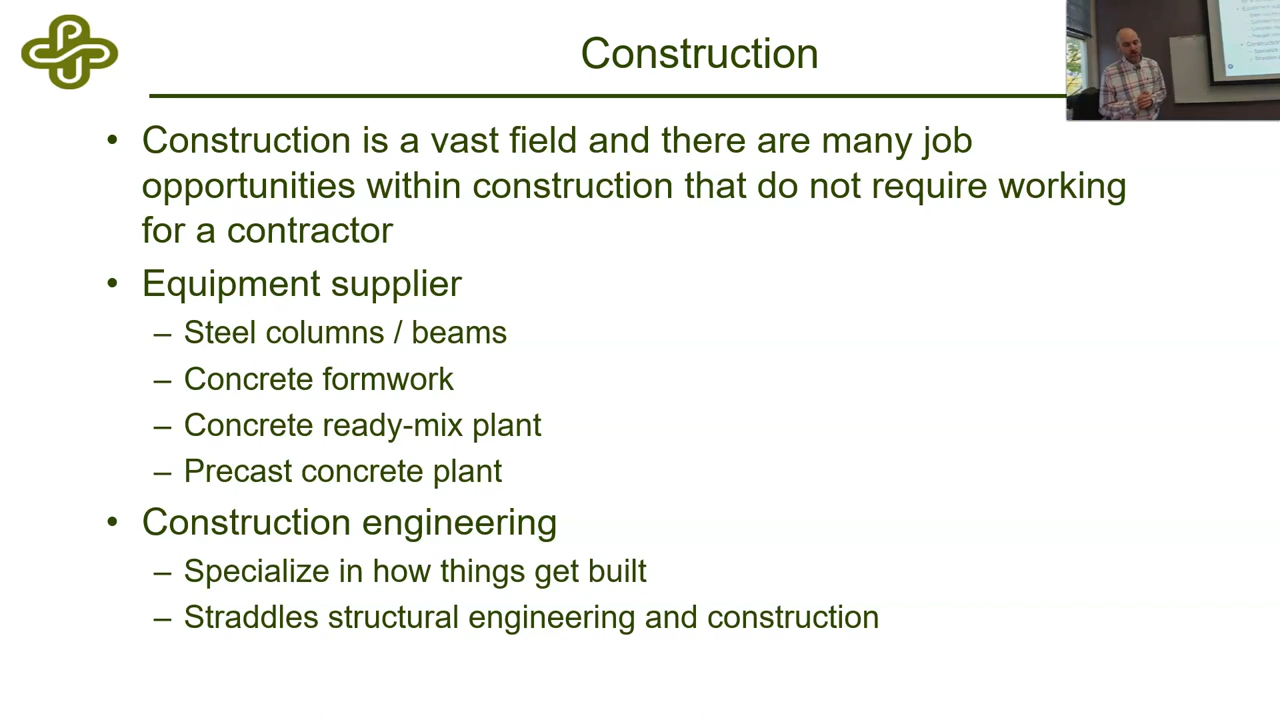 Construction
• Construction is a vast field and there are many job
opportunities within construction that do not require working
for a contractor
• Equipment supplier
– Steel columns / beams
– Concrete formwork
– Concrete ready-mix plant
– Precast concrete plant
• Construction engineering
– Specialize in how things get built
– Straddles structural engineering and construction